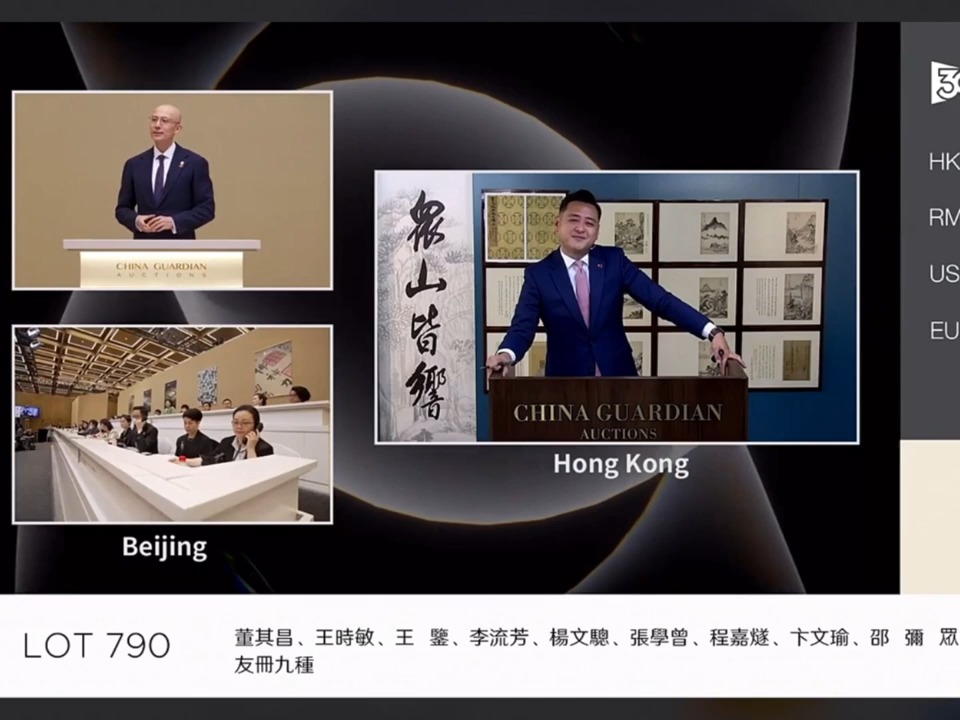 CHINA GUARDIAN
AUCTIONS
眾山皆響
CHINA GUARDIAN
AUCTIONS
Hong Kong
Beijing
HK
RM
US
EU
LOT 790
董其昌、王時敏、王 鑒、李流芳、楊文驄、張學曾、程嘉燧、卞文瑜、邵 彌 眾
友冊九種